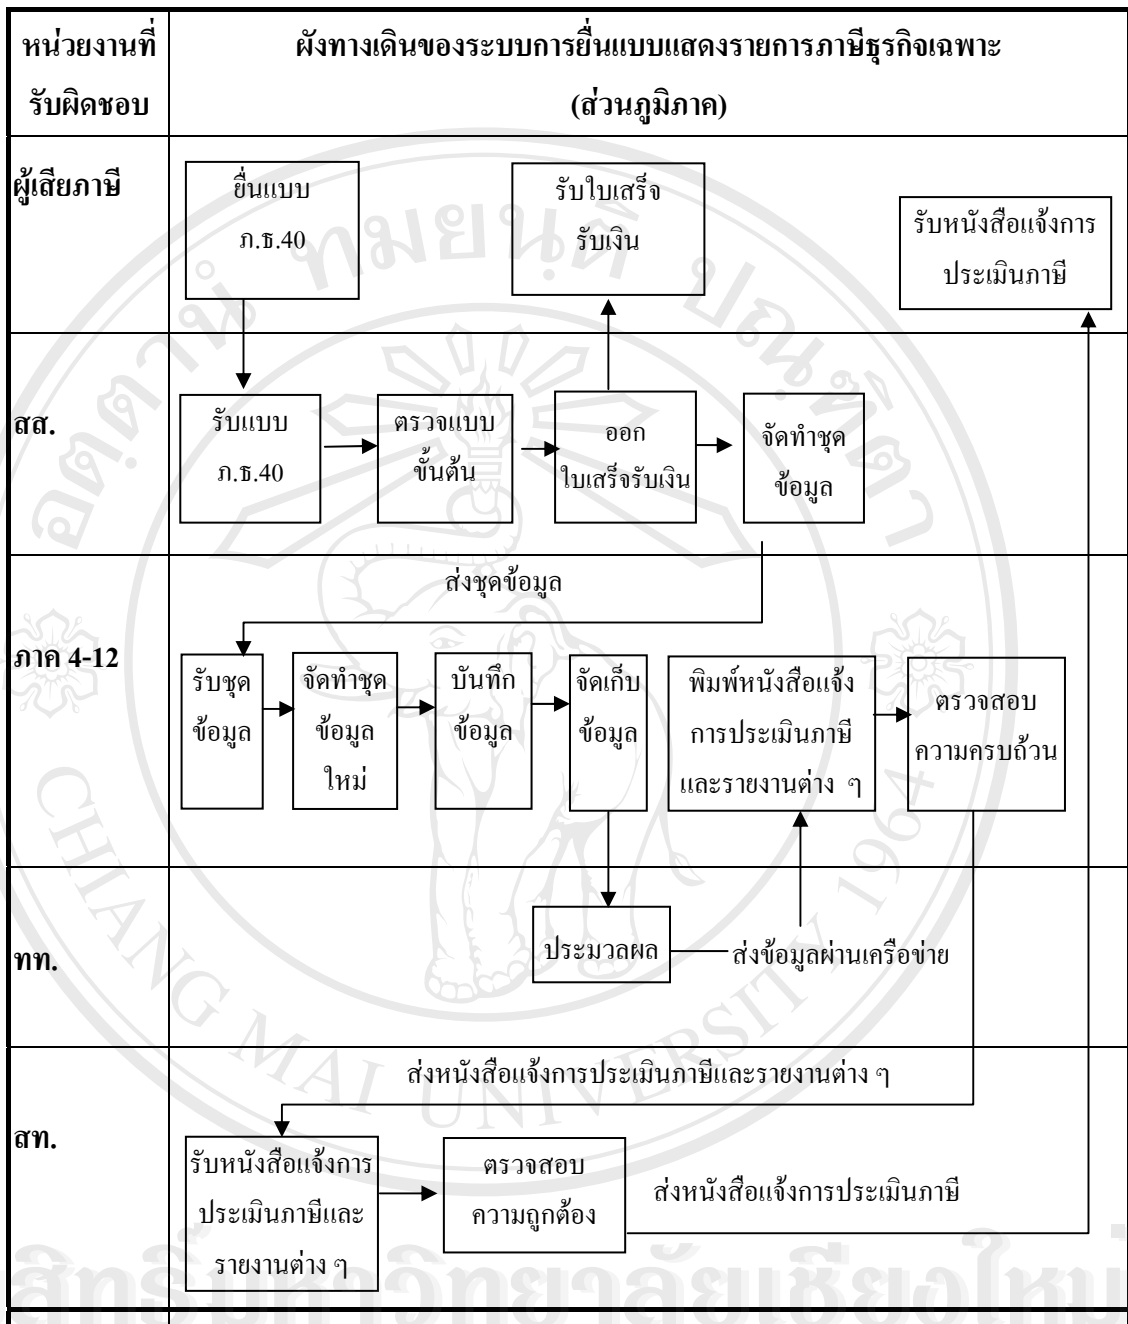 หน่วยงานที่
รับผิดชอบ
ผังทางเดินของระบบการยื่นแบบแสดงรายการภาษีธุรกิจเฉพาะ
(ส่วนภูมิภาค)
ผู้เสียภาษี
ยื่นแบบ
ภ.ธ.40
รับใบเสร็จ
รับเงิน
รับหนังสือแจ้งการ
ประเมินภาษี
สส.
รับแบบ
ภ.ธ.40
ตรวจแบบ
ขั้นต้น
ออก
ใบเสร็จรับเงิน
จัดทำชุด
ข้อมูล
ส่งชุดข้อมูล
ภาค 4-12
รับชุด
ข้อมูล
จัดทำชุด
ข้อมูล
ใหม่
บันทึก
ข้อมูล
จัดเก็บ
ข้อมูล
พิมพ์หนังสือแจ้ง
การประเมินภาษี
และรายงานต่าง ๆ
ตรวจสอบ
ความครบถ้วน
ทท.
ประมวลผล
ส่งข้อมูลผ่านเครือข่าย
ส่งหนังสือแจ้งการประเมินภาษีและรายงานต่าง ๆ
สท.
รับหนังสือแจ้งการ
ประเมินภาษีและ
รายงานต่าง ๆ
ตรวจสอบ
ความถูกต้อง
ส่งหนังสือแจ้งการประเมินภาษี
CHIANG MAI UNIVERSITY 1964